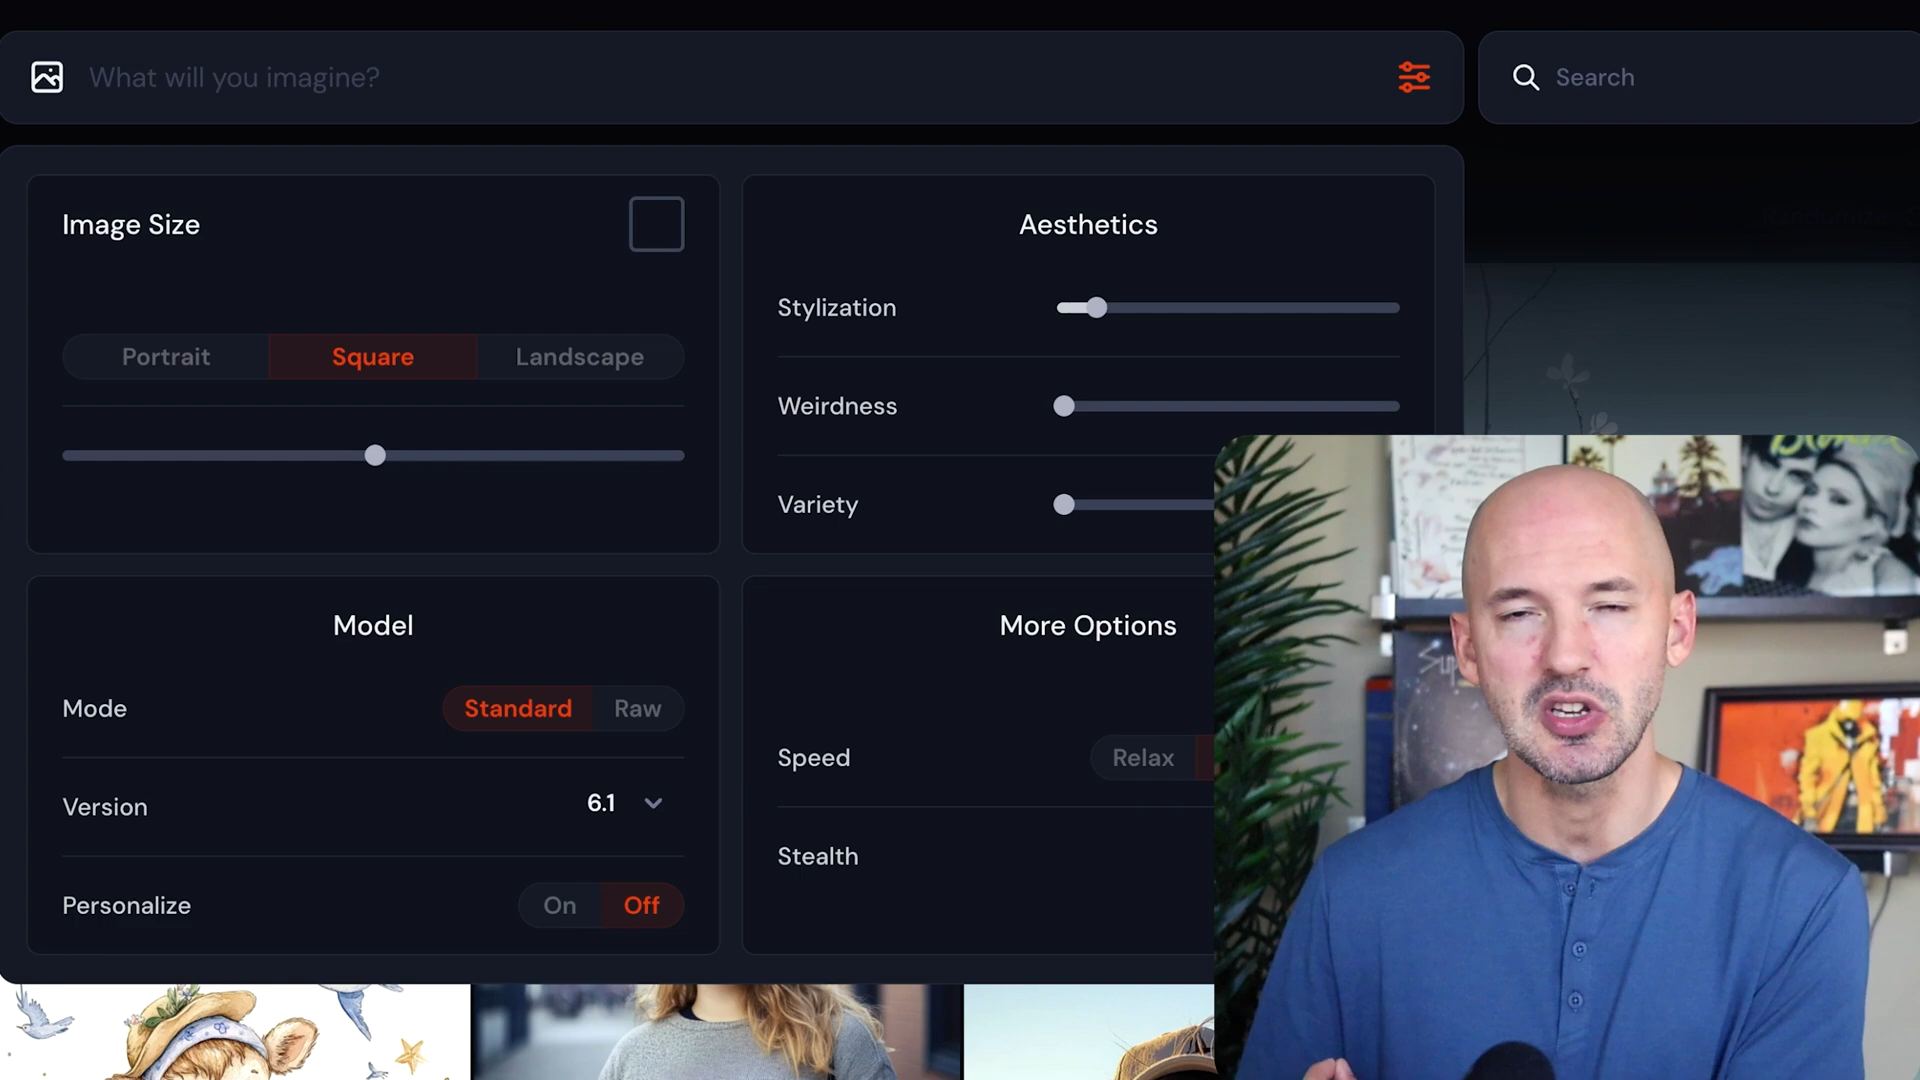 What will you imagine?
Search
Image Size
Portrait
Square
Landscape
Aesthetics
Stylization
Weirdness
Variety
Model
Mode
Standard
Raw
Version
6.1
Personalize
On
Off
More Options
Speed
Relax
Stealth